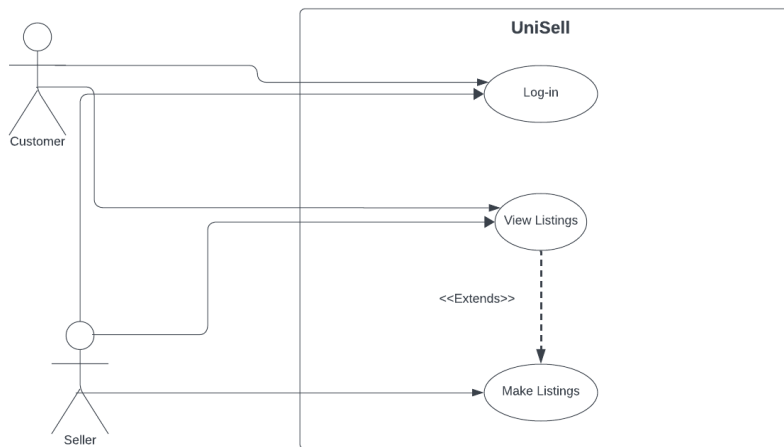 UniSell
Log-in
Customer
View Listings
<<Extends>>
Make Listings
Seller